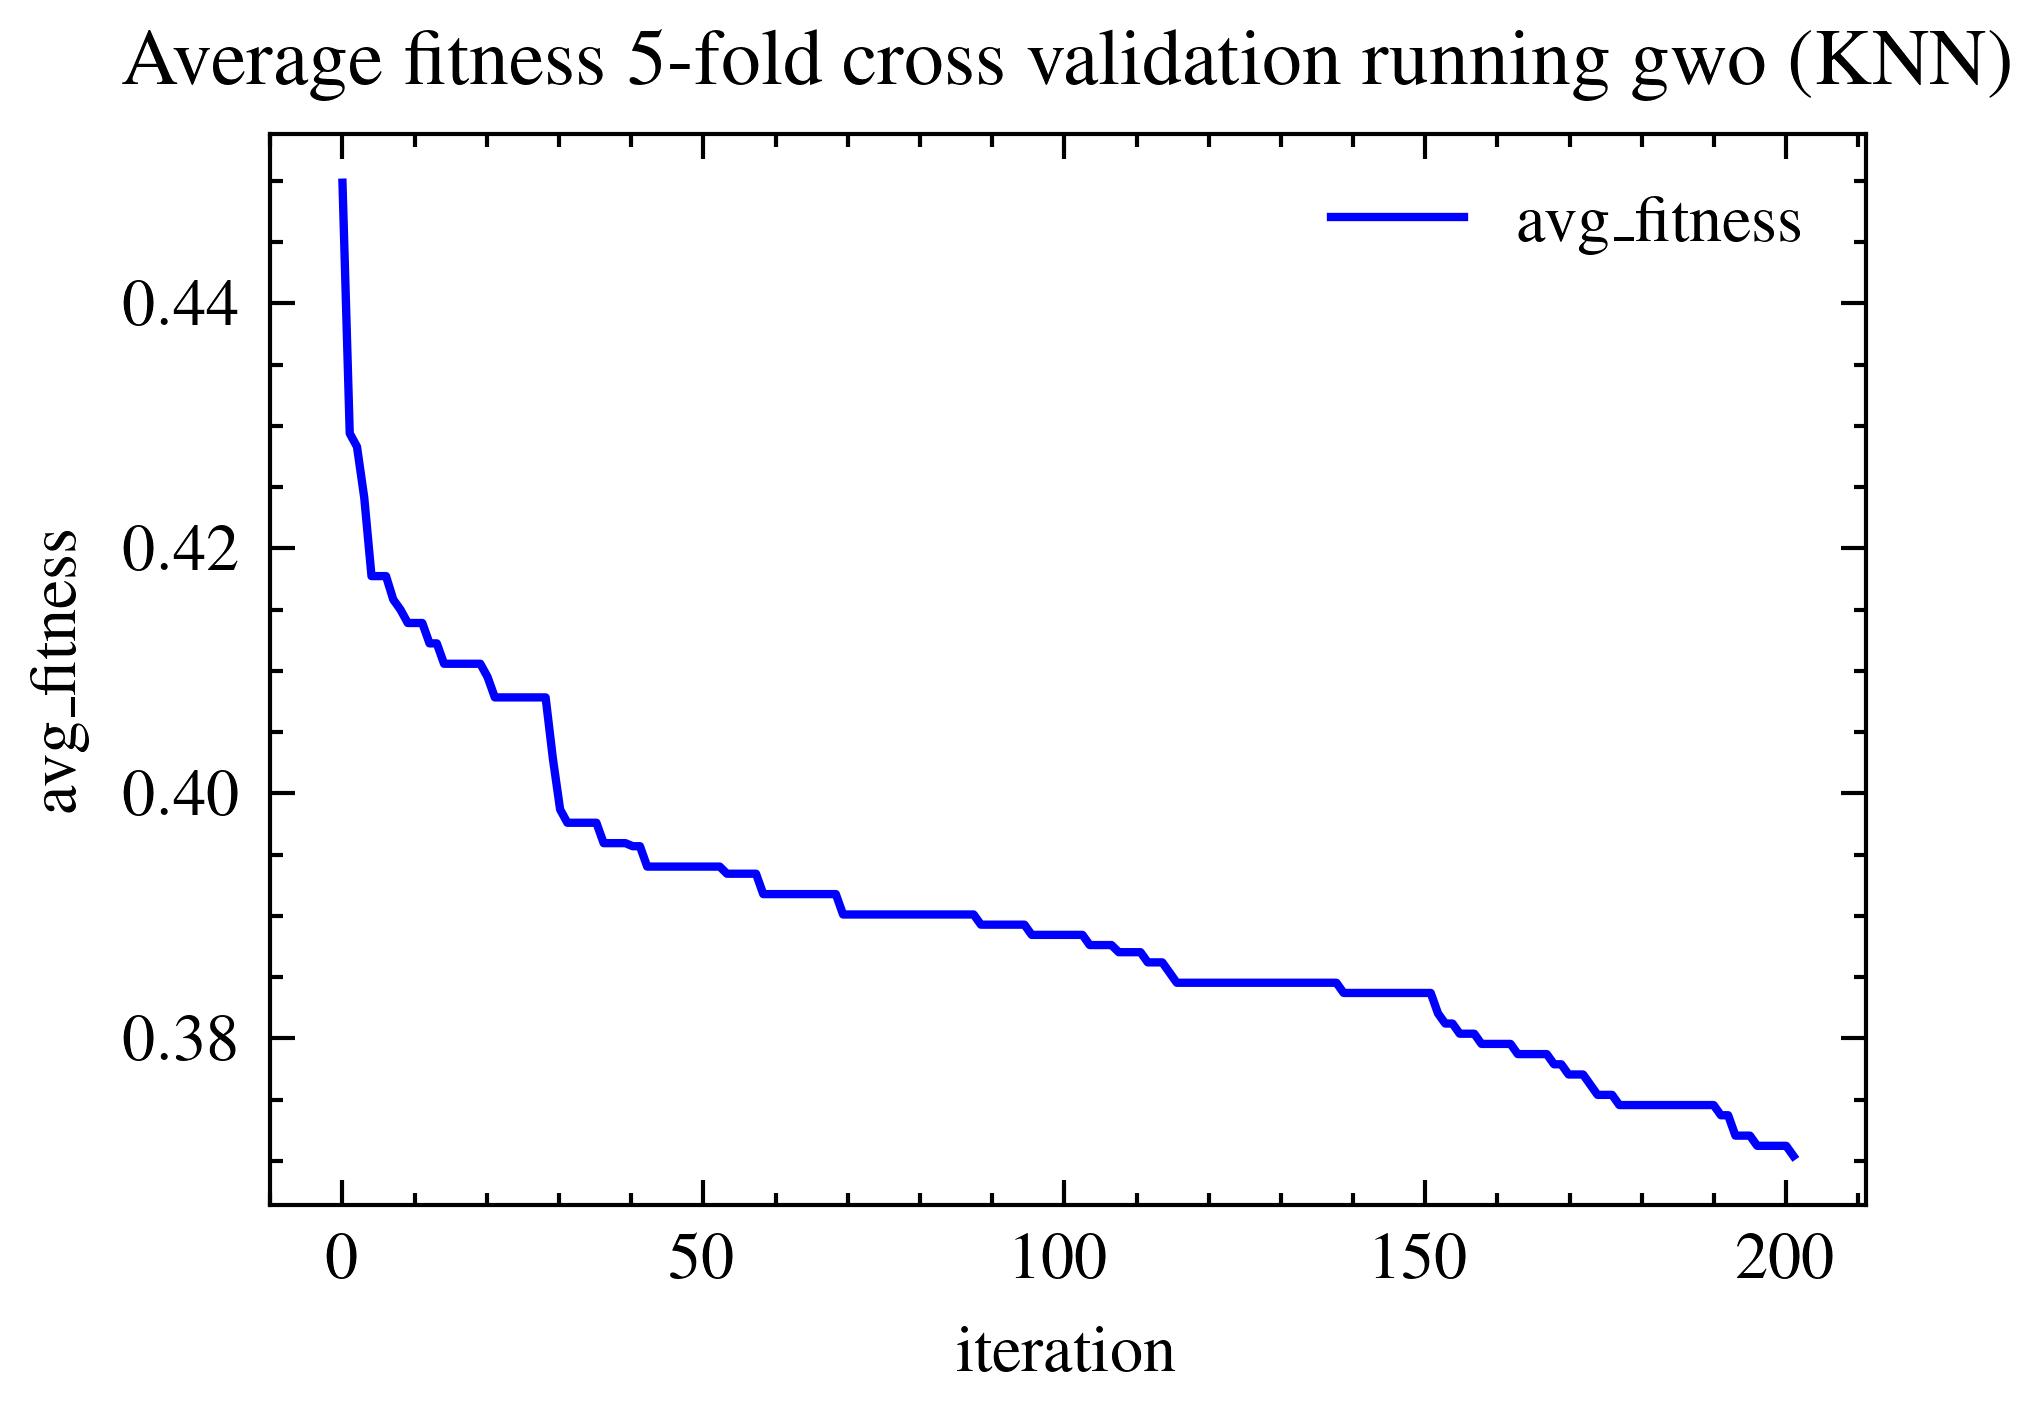 Average fitness 5-fold cross validation running gwo (KNN)
avg_fitness
0.44
0.42
0.40
0.38
avg_fitness
0 50 100 150 200
iteration